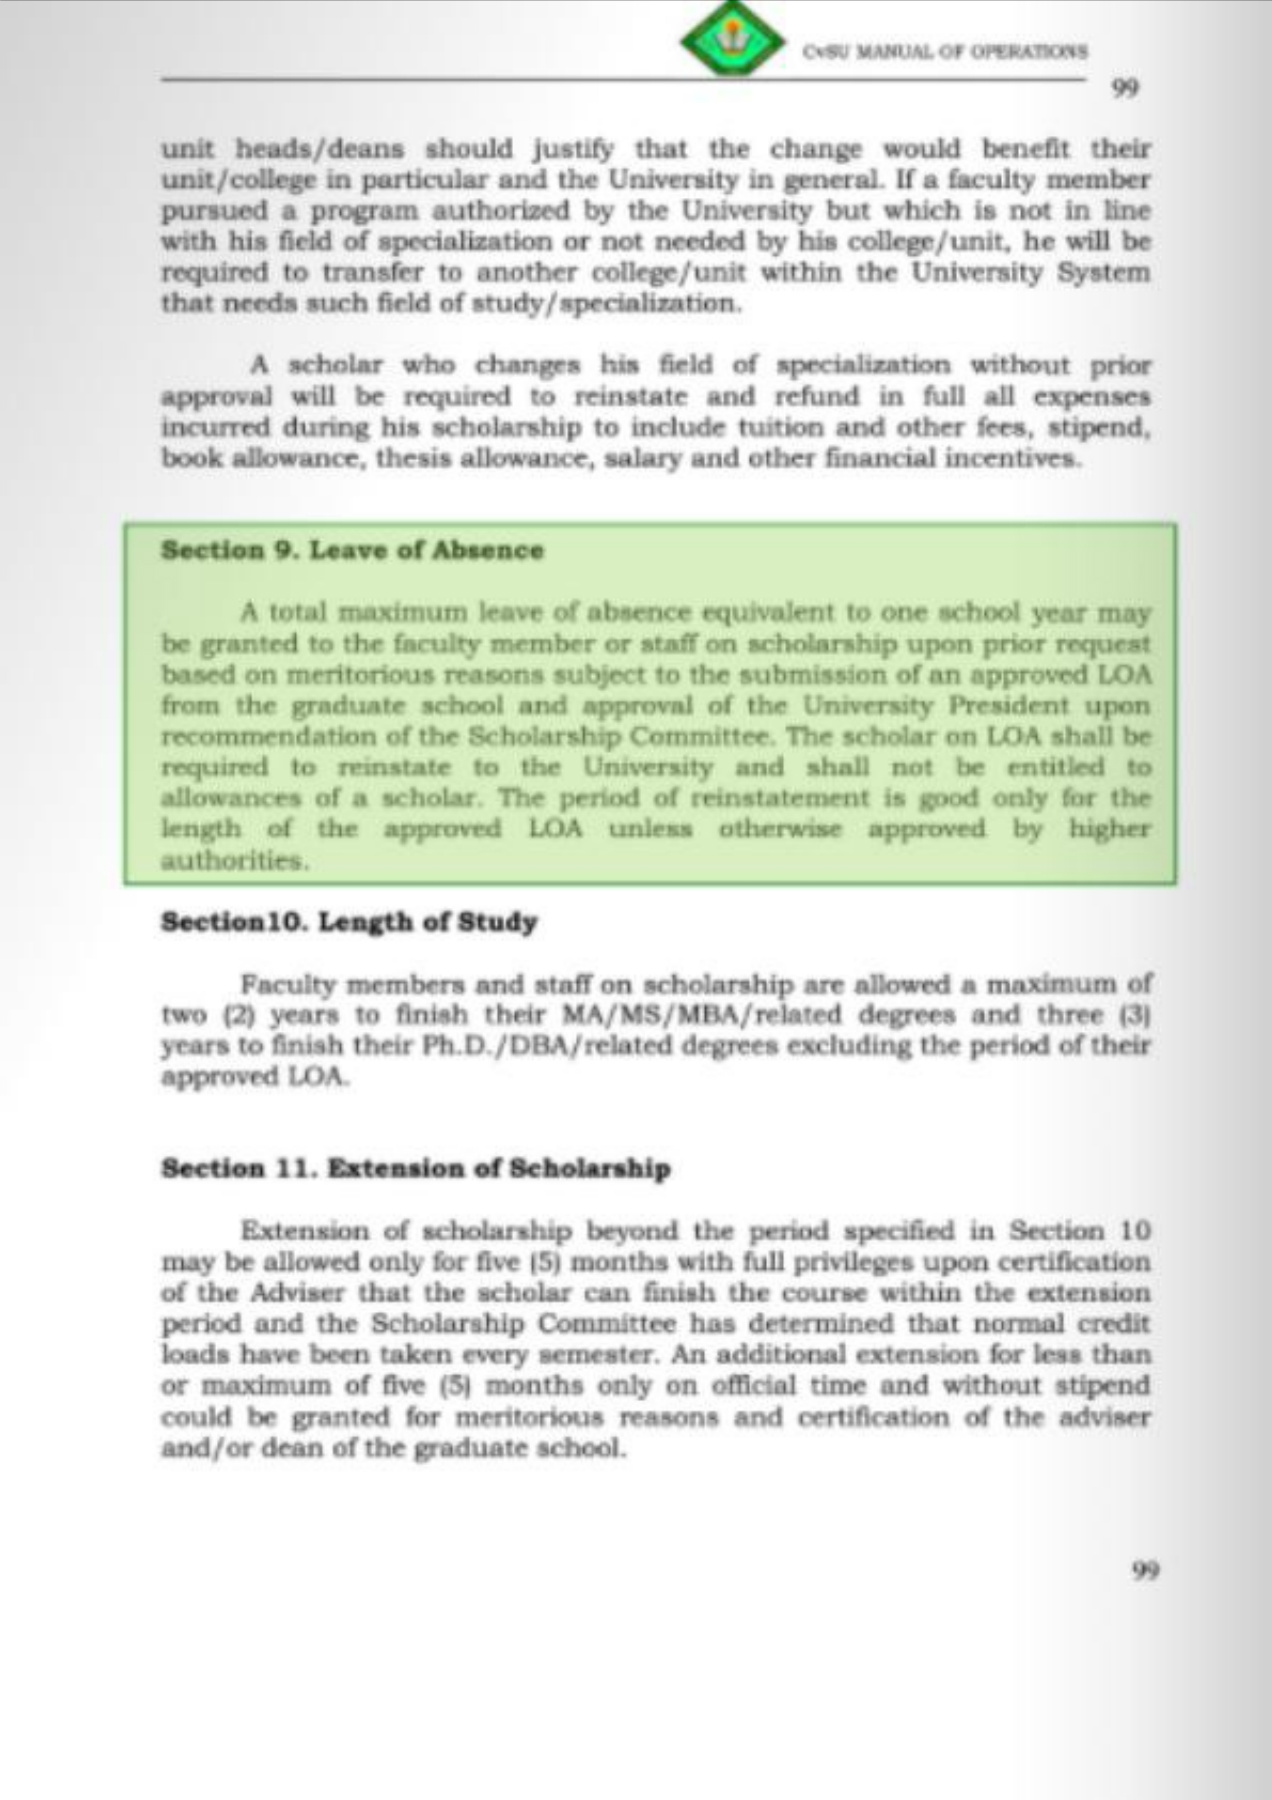 CvSU MANUAL OF OPERATIONS
99
unit heads/deans should justify that the change would benefit their
unit/college in particular and the University in general. If a faculty member
pursued a program authorized by the University but which is not in line
with his field of specialization or not needed by his college/unit, he will be
required to transfer to another college/unit within the University System
that needs such field of study/specialization.
A scholar who changes his field of specialization without prior
approval will be required to reinstate and refund in full all expenses
incurred during his scholarship to include tuition and other fees, stipend,
book allowance, thesis allowance, salary and other financial incentives.
Section 9. Leave of Absence
A total maximum leave of absence equivalent to one school year may
be granted to the faculty member or staff on scholarship upon prior request
based on meritorious reasons subject to the submission of an approved LOA
from the graduate school and approval of the University President upon
recommendation of the Scholarship Committee. The scholar on LOA shall be
required to reinstate to the University and shall not be entitled to
allowances of a scholar. The period of reinstatement is good only for the
length of the approved LOA unless otherwise approved by higher
authorities.
Section10. Length of Study
Faculty members and staff on scholarship are allowed a maximum of
two (2) years to finish their MA/MS/MBA/related degrees and three (3)
years to finish their Ph.D./DBA/related degrees excluding the period of their
approved LOA.
Section 11. Extension of Scholarship
Extension of scholarship beyond the period specified in Section 10
may be allowed only for five (5) months with full privileges upon certification
of the Adviser that the scholar can finish the course within the extension
period and the Scholarship Committee has determined that normal credit
loads have been taken every semester. An additional extension for less than
or maximum of five (5) months only on official time and without stipend
could be granted for meritorious reasons and certification of the adviser
and/or dean of the graduate school.
99